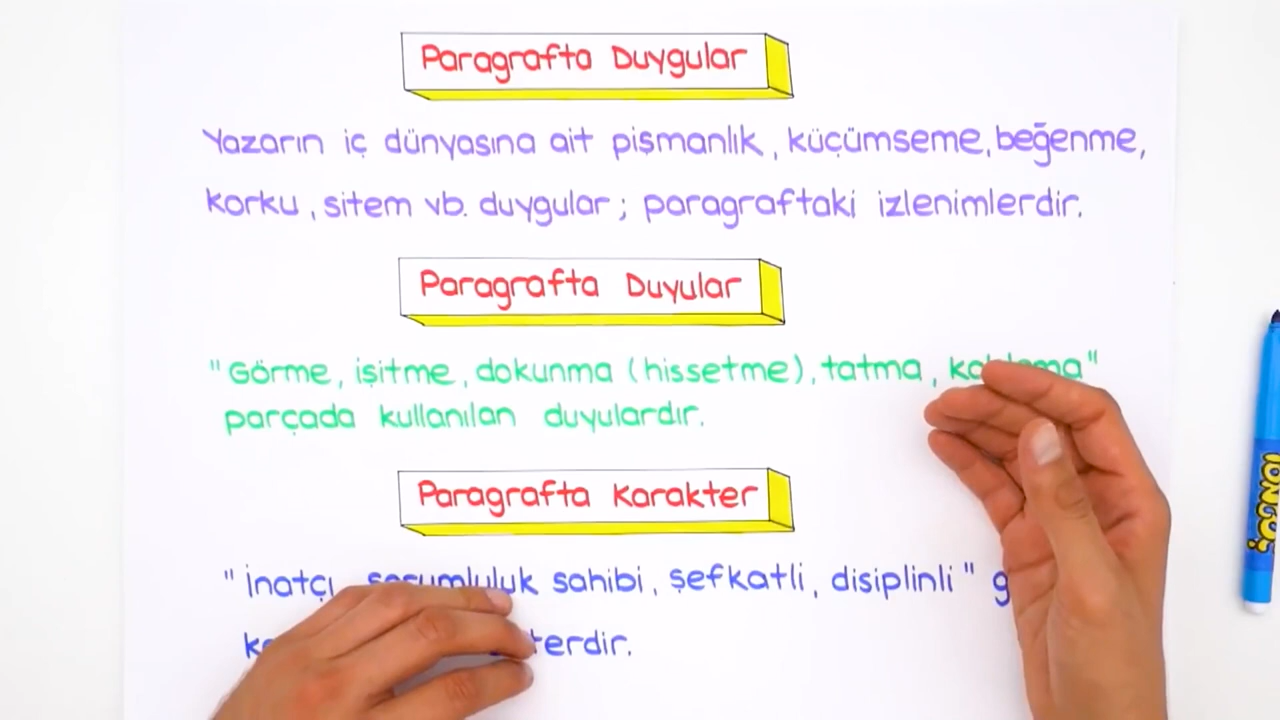 Paragrafta Duygular
Yazarın iç dünyasına ait pişmanlık, küçümseme, beğenme,
korku, sitem vb. duygular; paragraftaki izlenimlerdir.
Paragrafta Duyular
"Görme, işitme, dokunma (hissetme), tatma,
parçada kullanılan duyulardır.
Paragrafta Karakter
"İnatçı, sorumluluk sahibi, şefkatli, disiplinli"